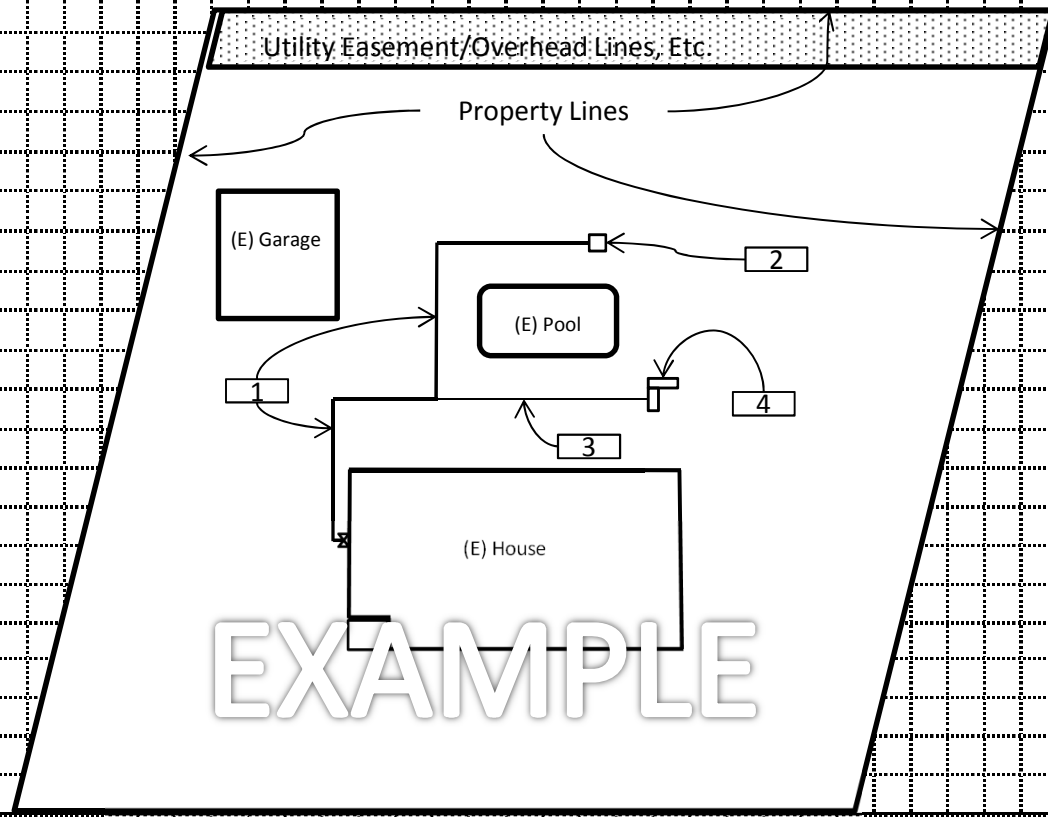 Utility Easement/Overhead Lines, Etc.
Property Lines
(E) Garage
2
(E) Pool
1
4
3
(E) House
EXAMPLE